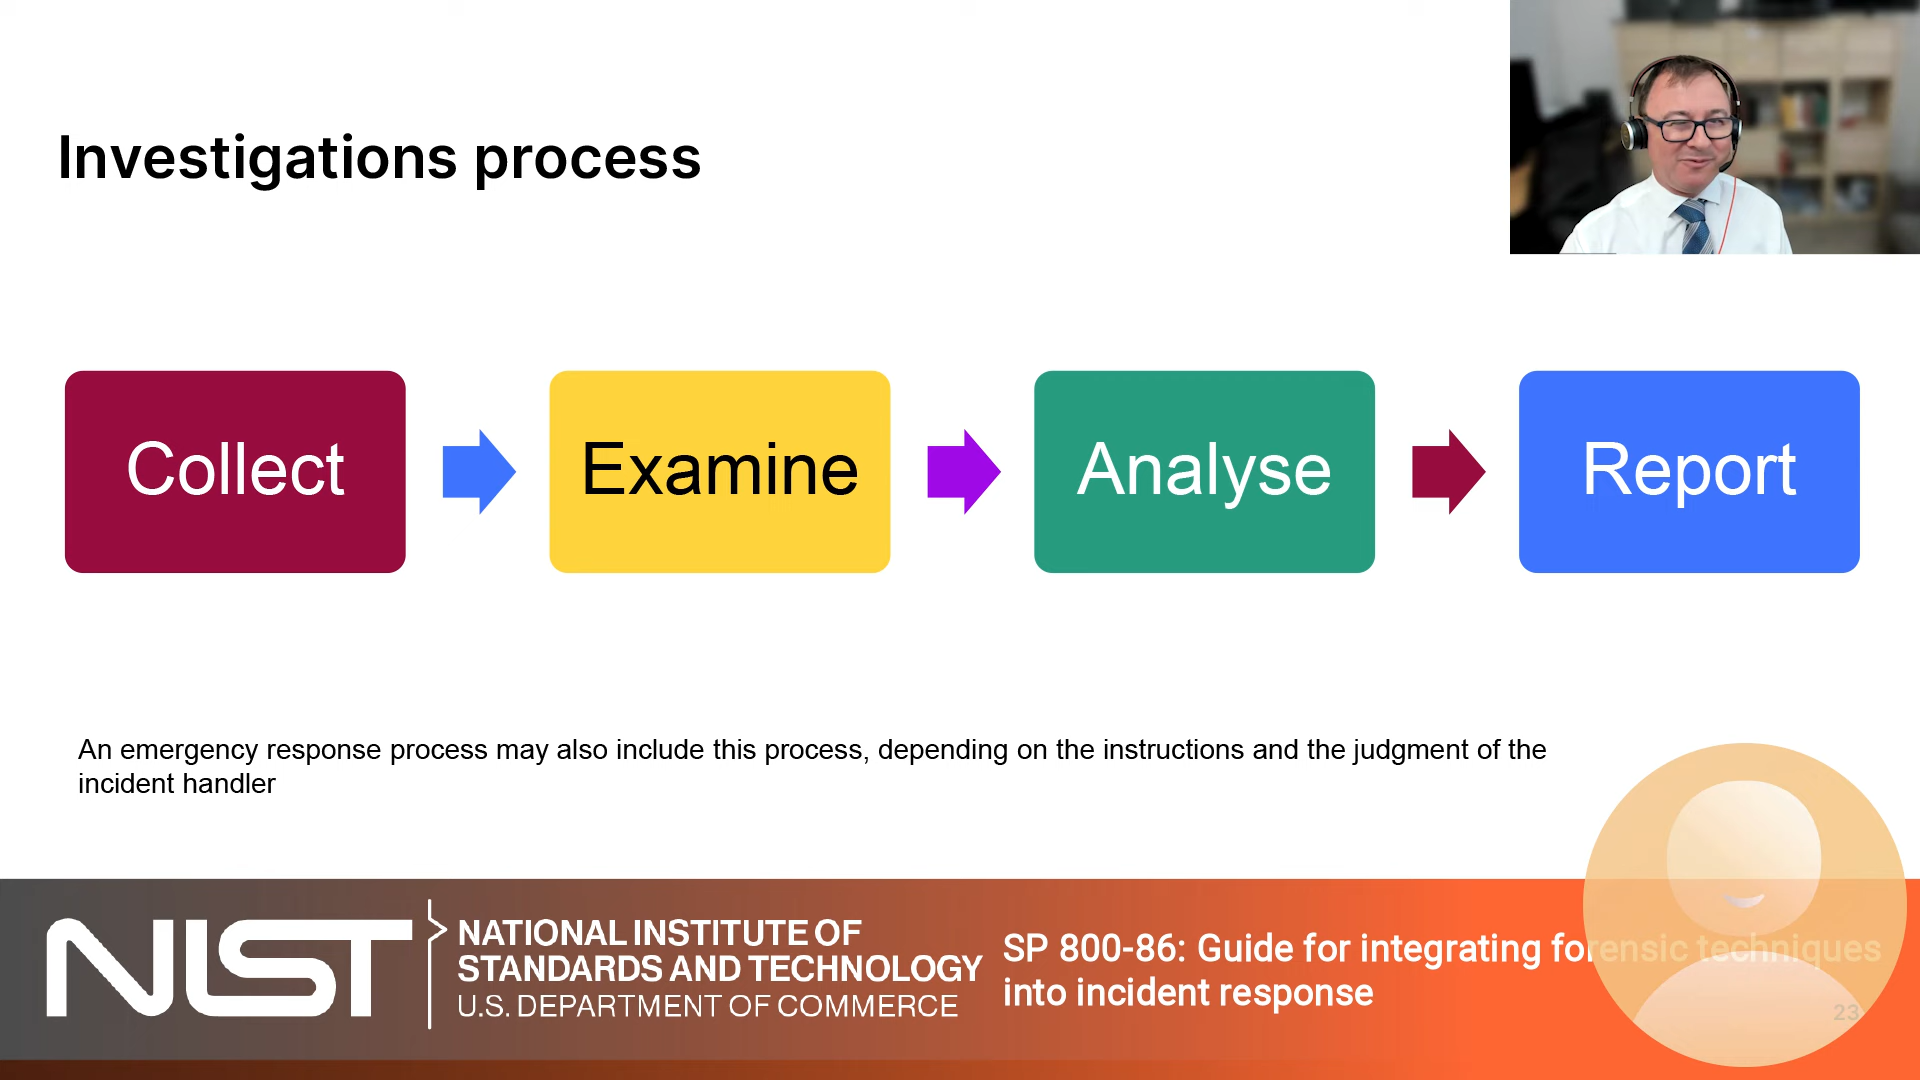 Investigations process
Collect
Examine
Analyse
Report
An emergency response process may also include this process, depending on the instructions and the judgment of the
incident handler
NIST
NATIONAL INSTITUTE OF
STANDARDS AND TECHNOLOGY
U.S. DEPARTMENT OF COMMERCE
SP 800-86: Guide for integrating forensic techniques
into incident response
23